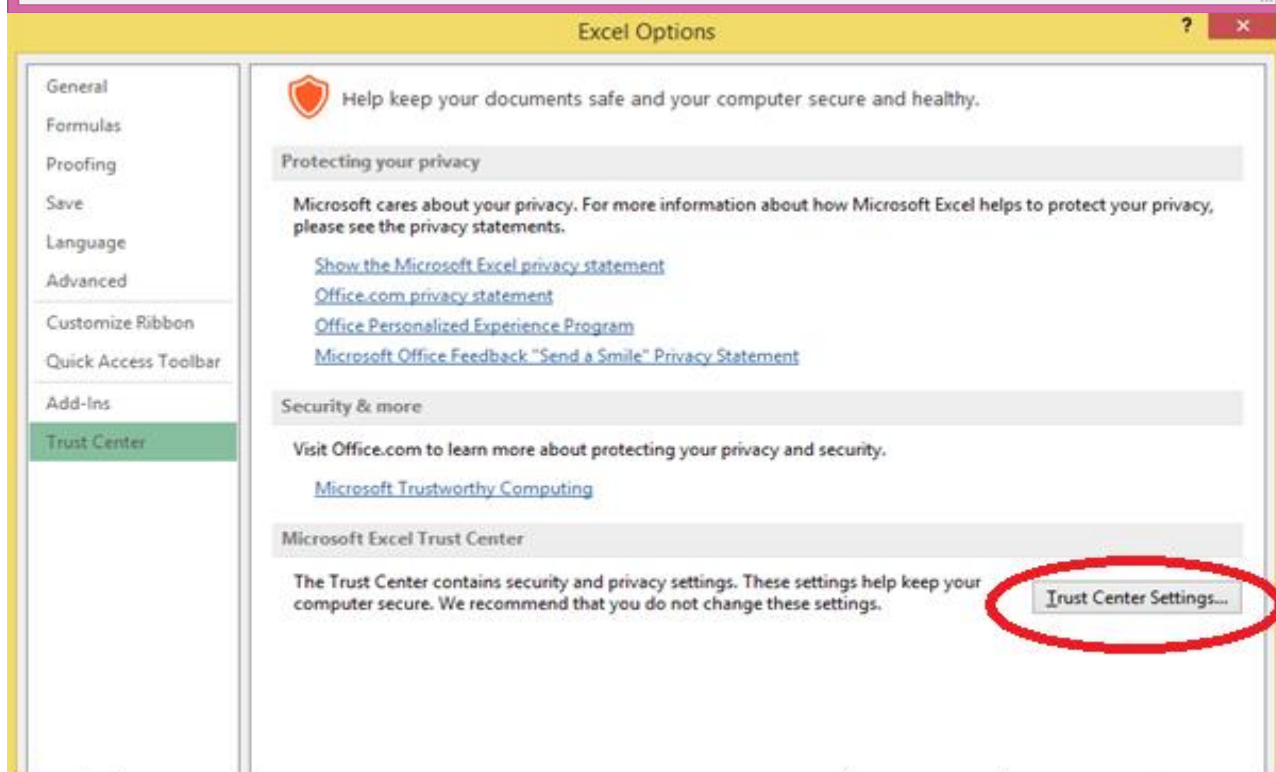 Excel Options
?
×
General
Formulas
Proofing
Save
Language
Advanced
Customize Ribbon
Quick Access Toolbar
Add-Ins
Trust Center
Help keep your documents safe and your computer secure and healthy.
Protecting your privacy
Microsoft cares about your privacy. For more information about how Microsoft Excel helps to protect your privacy,
please see the privacy statements.
Show the Microsoft Excel privacy statement
Office.com privacy statement
Office Personalized Experience Program
Microsoft Office Feedback "Send a Smile" Privacy Statement
Security & more
Visit Office.com to learn more about protecting your privacy and security.
Microsoft Trustworthy Computing
Microsoft Excel Trust Center
The Trust Center contains security and privacy settings. These settings help keep your
computer secure. We recommend that you do not change these settings.
Trust Center Settings...